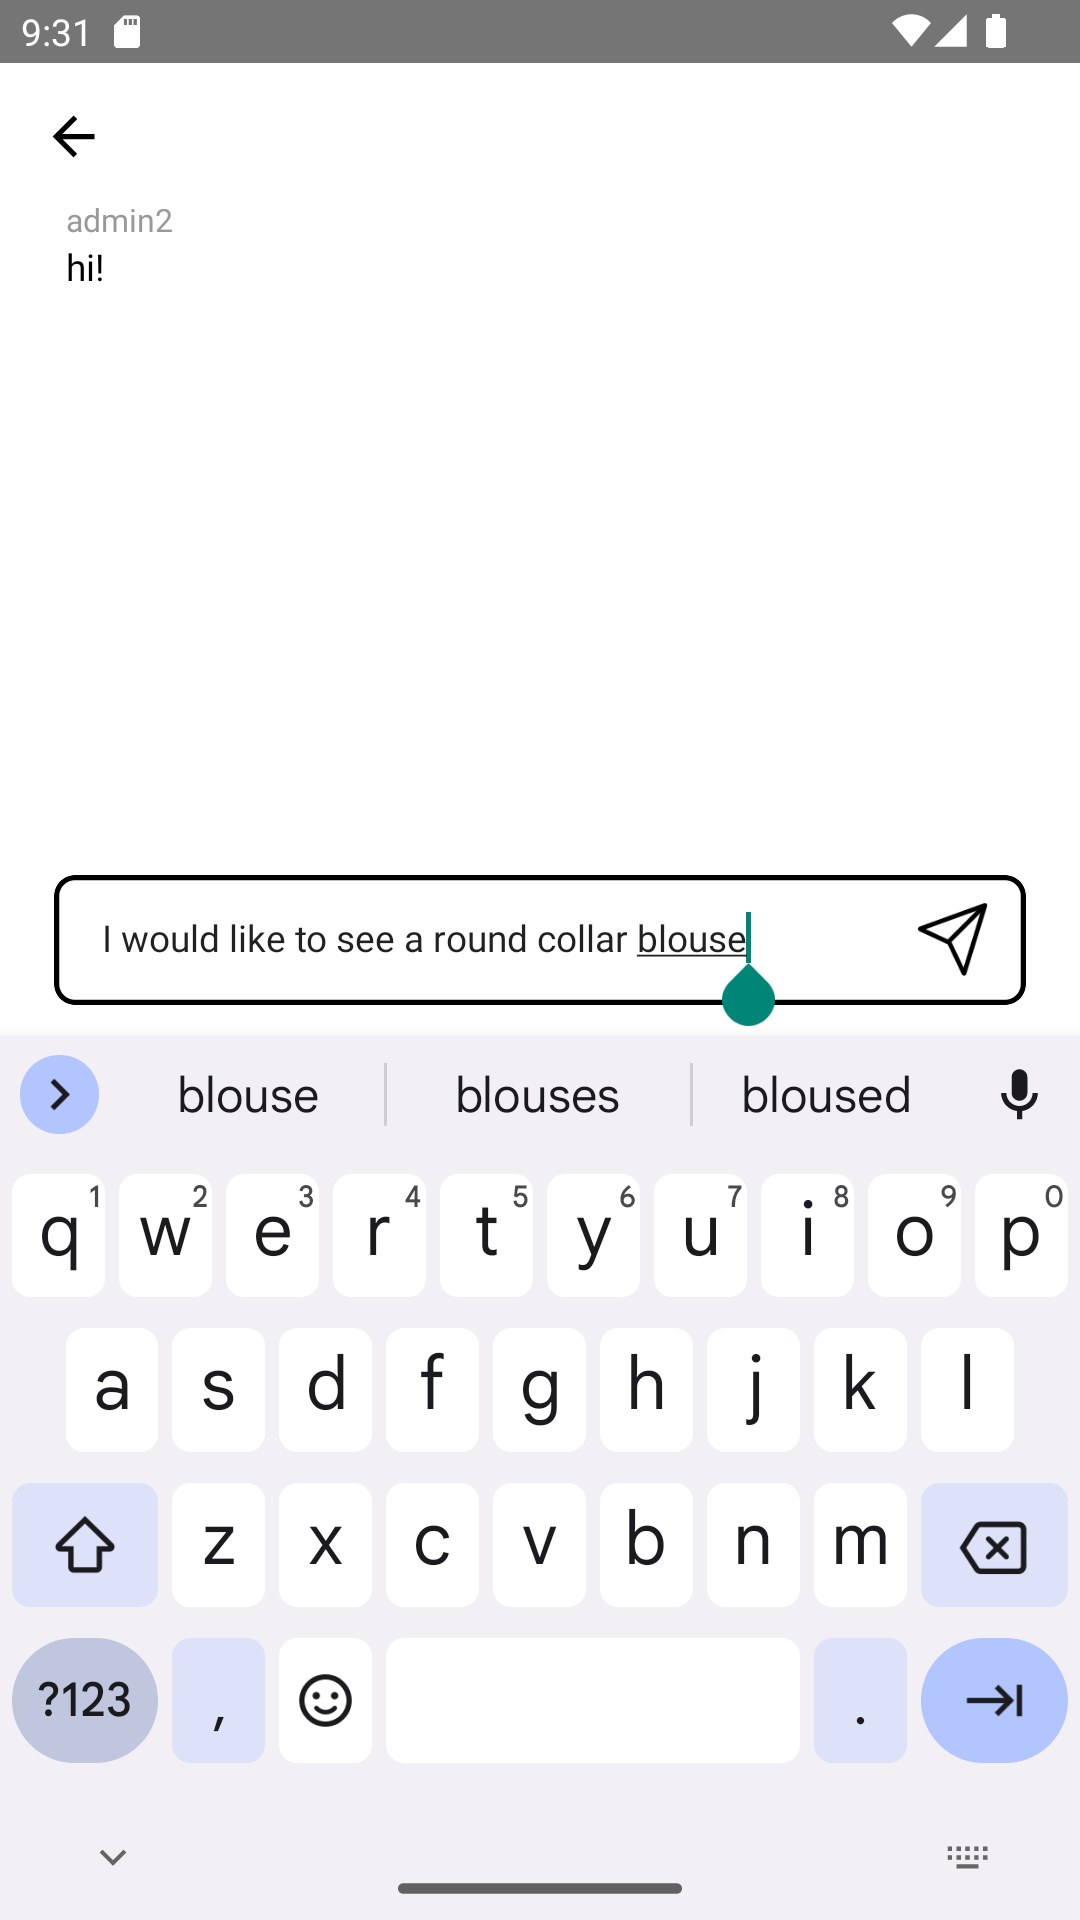 9:31
admin2
hi!
I would like to see a round collar blouse
blouse blouses bloused
q 1 w 2 e 3 r 4 t 5 y 6 u 7 i 8 o 9 p 0
a s d f g h j k l
z x c v b n m
?123 , .